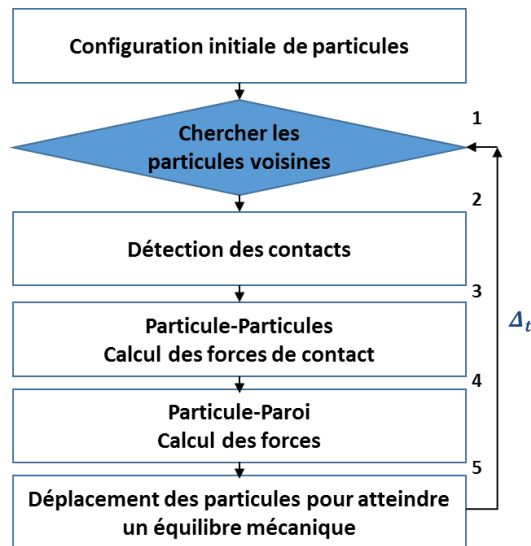 Configuration initiale de particules
1
Chercher les
particules voisines
2
Détection des contacts
3
Particule-Particules
Calcul des forces de contact
Δt
4
Particule-Paroi
Calcul des forces
5
Déplacement des particules pour atteindre
un équilibre mécanique